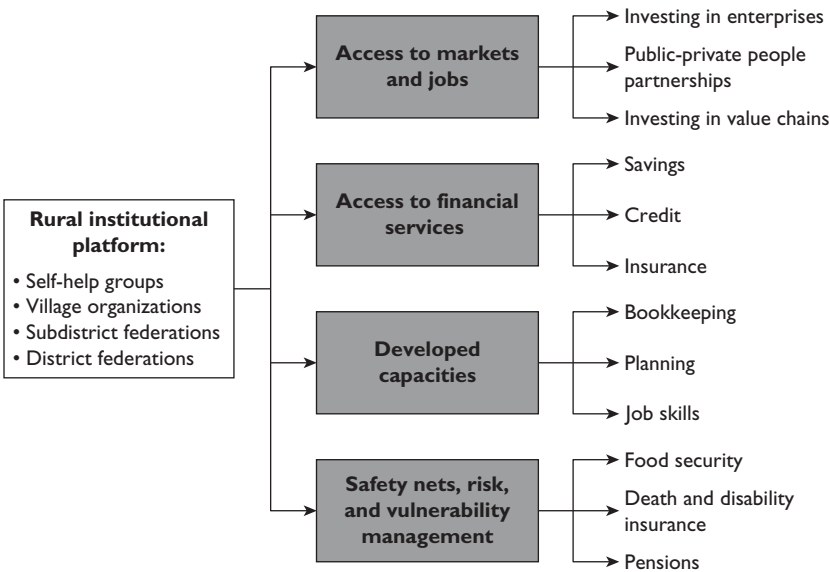 Rural institutional
platform:
• Self-help groups
• Village organizations
• Subdistrict federations
• District federations
Access to markets
and jobs
Investing in enterprises
Public-private people
partnerships
Investing in value chains
Access to financial
services
Savings
Credit
Insurance
Developed
capacities
Bookkeeping
Planning
Job skills
Safety nets, risk,
and vulnerability
management
Food security
Death and disability
insurance
Pensions